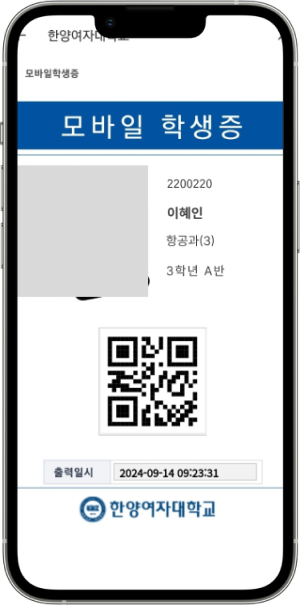 한양여자대학교
모바일학생증
모바일 학생증
2200220
이혜인
항공과(3)
3학년 A반
출력일시 2024-09-14 09:23:31
한양여자대학교